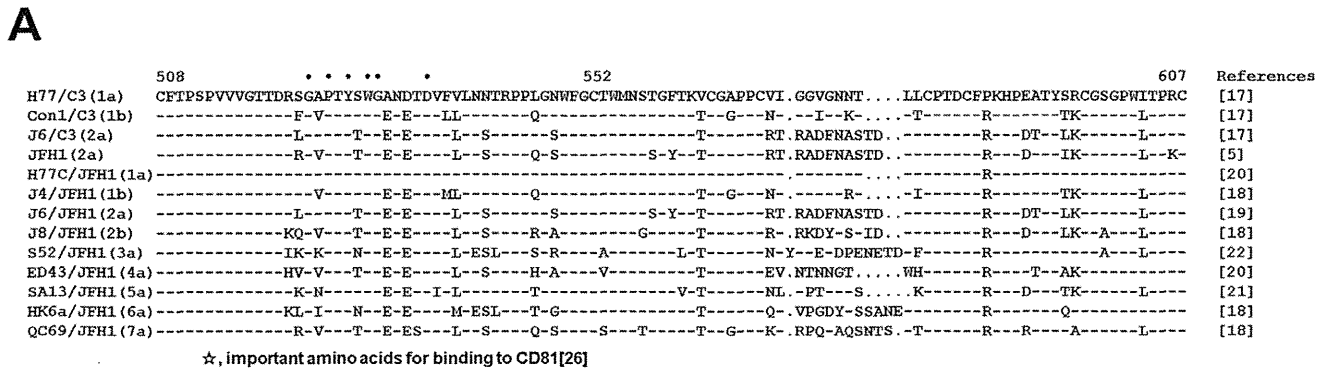 A
508 552 607 References
H77/C3(1a) CFTPSPVVVGTTDRSGAPTYSWGANDTDVFVLNNTRPPLGNWFGCTWMNSTGFTKVCGAPPCVI.GGVGNNT....LLCPTDCFPKHPEATYSRCGSGPWITPRC [17]
Con1/C3(1b) --------------F-V------E-E---LL-------Q----------------T--G---N-.--I--K-....-T------R-------TK------L---- [17]
J6/C3(2a) --------------L-----T--E-E----L--S------S--------------T------RT.RADFNASTD..--------R---DT--LK------L---- [17]
JFH1(2a) --------------R-V---T--E-E----L--S----Q-S---------S-Y--T------RT.RADFNASTD..--------R---D---IK------L--K- [5]
H77C/JFH1(1a) ----------------------------------------------------------------.-------....--------R-------------------- [20]
J4/JFH1(1b) ----------------V------E-E---ML-------Q----------------T--G---N-.-----R-....-I------R-------TK------L---- [18]
J6/JFH1(2a) --------------L-----T--E-E----L--S------S---------S-Y--T------RT.RADFNASTD..--------R---DT--LK------L---- [19]
J8/JFH1(2b) -------------KQ-V---T--E-E----L--S----R-A--------G-----T------R-.RKDY-S-ID..--------R---D---LK--A---L---- [18]
S52/JFH1(3a) -------------IK-K---N--E-E----L-ESL---S-R----A-------L-T------N-Y--E-DPENETD-F------R-----------A---L---- [22]
ED43/JFH1(4a) -------------HV-V---T--E-E----L--S----H-A----V---------T------EV.NTNNGT.....WH------R----T--AK------L---- [20]
SA13/JFH1(5a) --------------K-N------E-E--I-L-------T--------------V-T------NL.-PT--S.....-K------R---D---TK------L---- [21]
HK6a/JFH1(6a) -------------KL-I---N--E-E----M-ESL---T-G--------------T------Q-.VPGDY-SSANE--------R-------Q-------L---- [18]
QC69/JFH1(7a) --------------R-V---T--E-ES---L--S----Q-S----S---T-----T--G---K-.RPQ-AQSNTS.-T------R---R----A------L---- [18]
☆, important amino acids for binding to CD81[26]